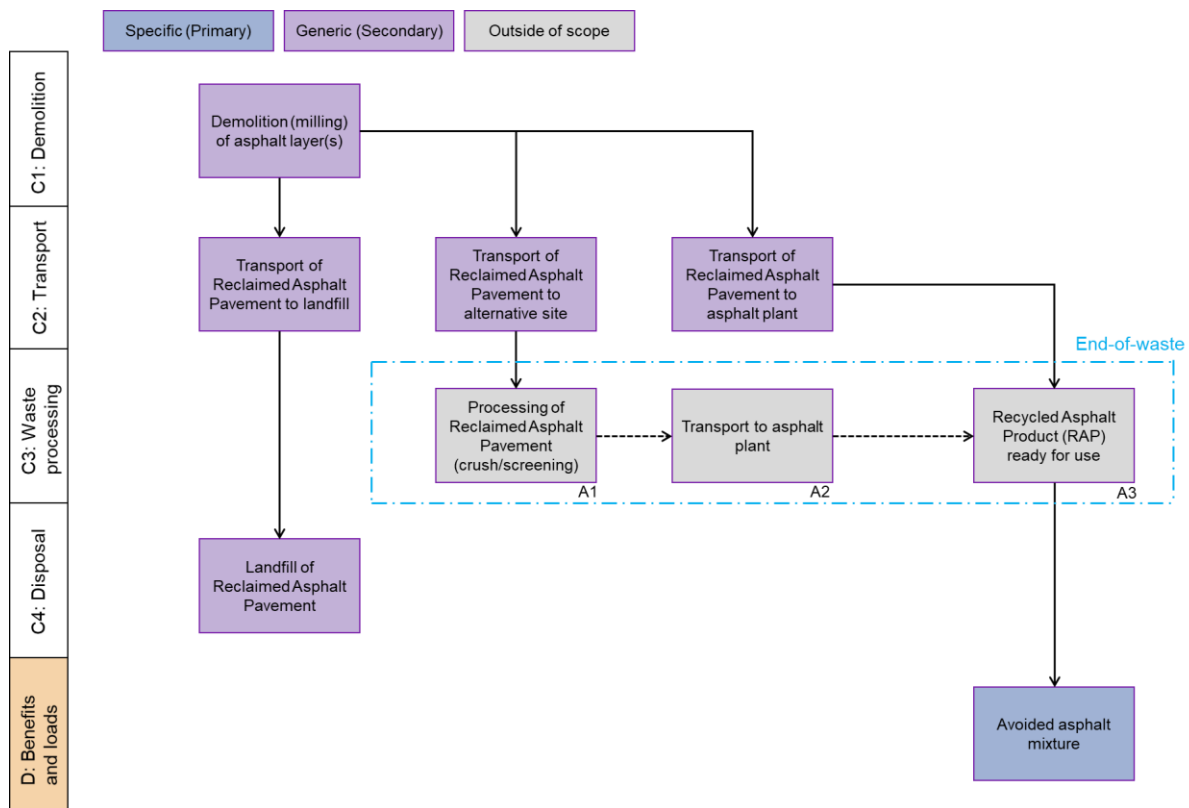 Specific (Primary)
Generic (Secondary)
Outside of scope
C1: Demolition
Demolition (milling)
of asphalt layer(s)
C2: Transport
Transport of
Reclaimed Asphalt
Pavement to landfill
Transport of
Reclaimed Asphalt
Pavement to
alternative site
Transport of
Reclaimed Asphalt
Pavement to
asphalt plant
End-of-waste
C3: Waste
processing
Processing of
Reclaimed Asphalt
Pavement
(crush/screening)
A1
Transport to asphalt
plant
A2
Recycled Asphalt
Product (RAP)
ready for use
A3
C4: Disposal
Landfill of
Reclaimed Asphalt
Pavement
D: Benefits
and loads
Avoided asphalt
mixture